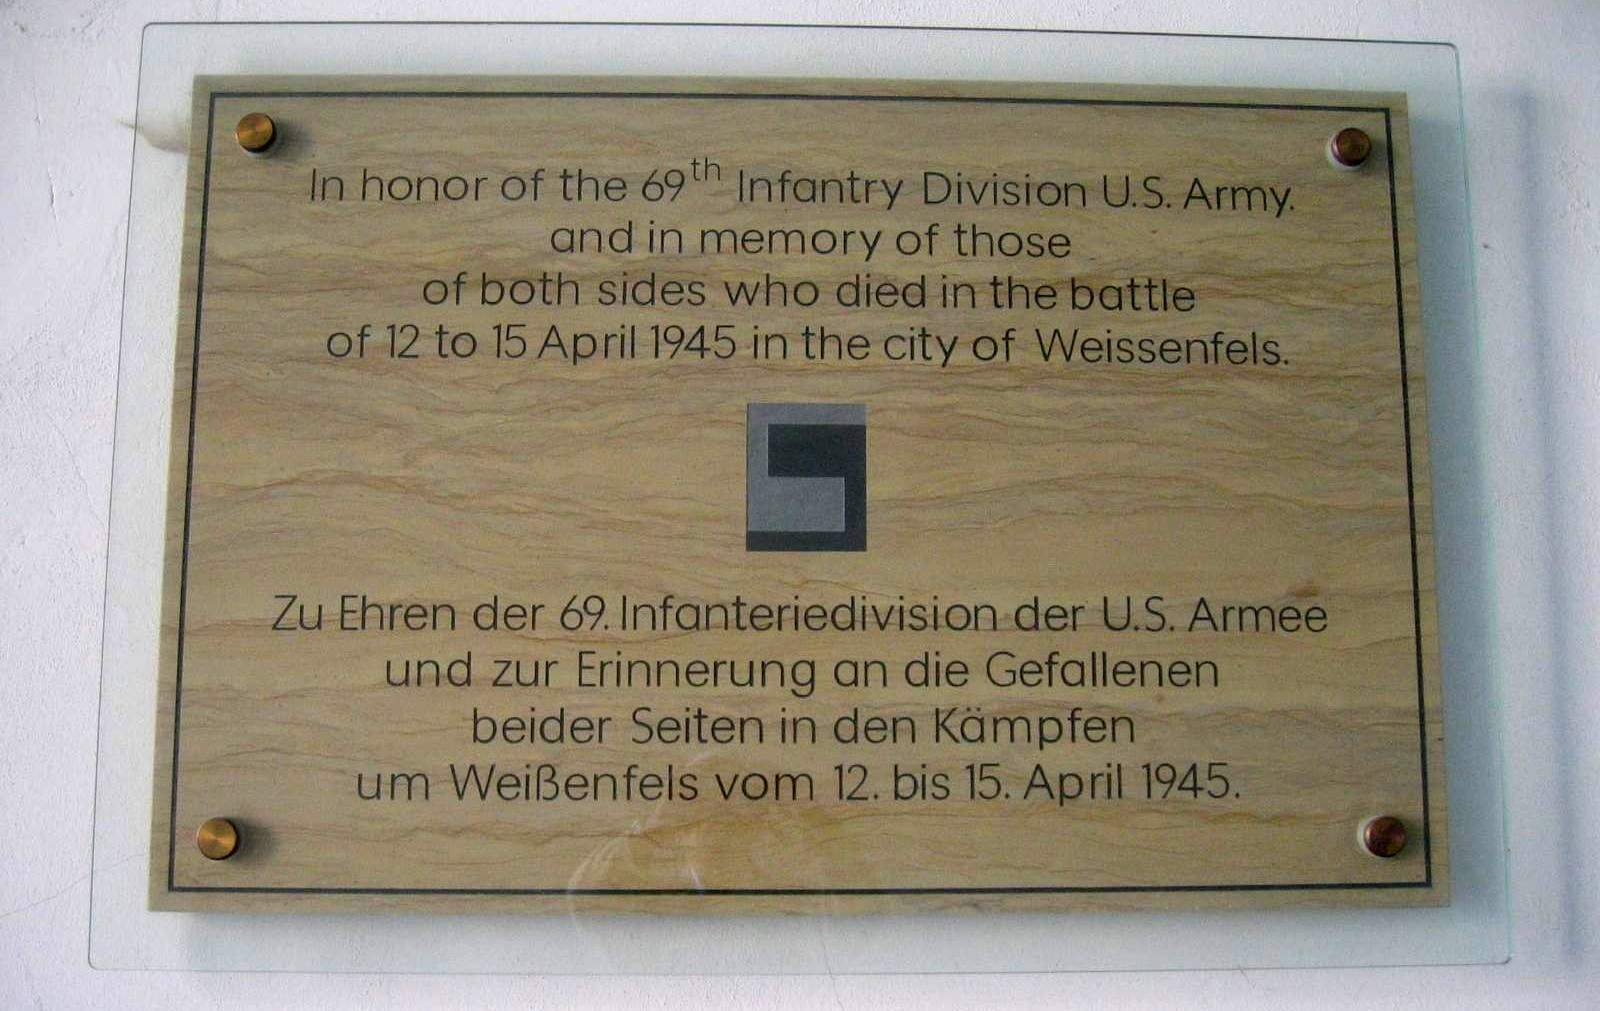 In honor of the 69th Infantry Division U.S. Army.
and in memory of those
of both sides who died in the battle
of 12 to 15 April 1945 in the city of Weissenfels.
Zu Ehren der 69. Infanteriedivision der U.S. Armee
und zur Erinnerung an die Gefallenen
beider Seiten in den Kämpfen
um Weißenfels vom 12. bis 15. April 1945.